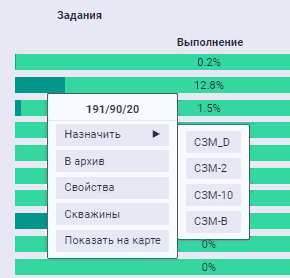 Задания
Выполнение
0.2%
12.8%
1.5%
191/90/20
Назначить
В архив
Свойства
Скважины
Показать на карте
СЗМ_D
СЗМ-2
СЗМ-10
СЗМ-В
0%
0%